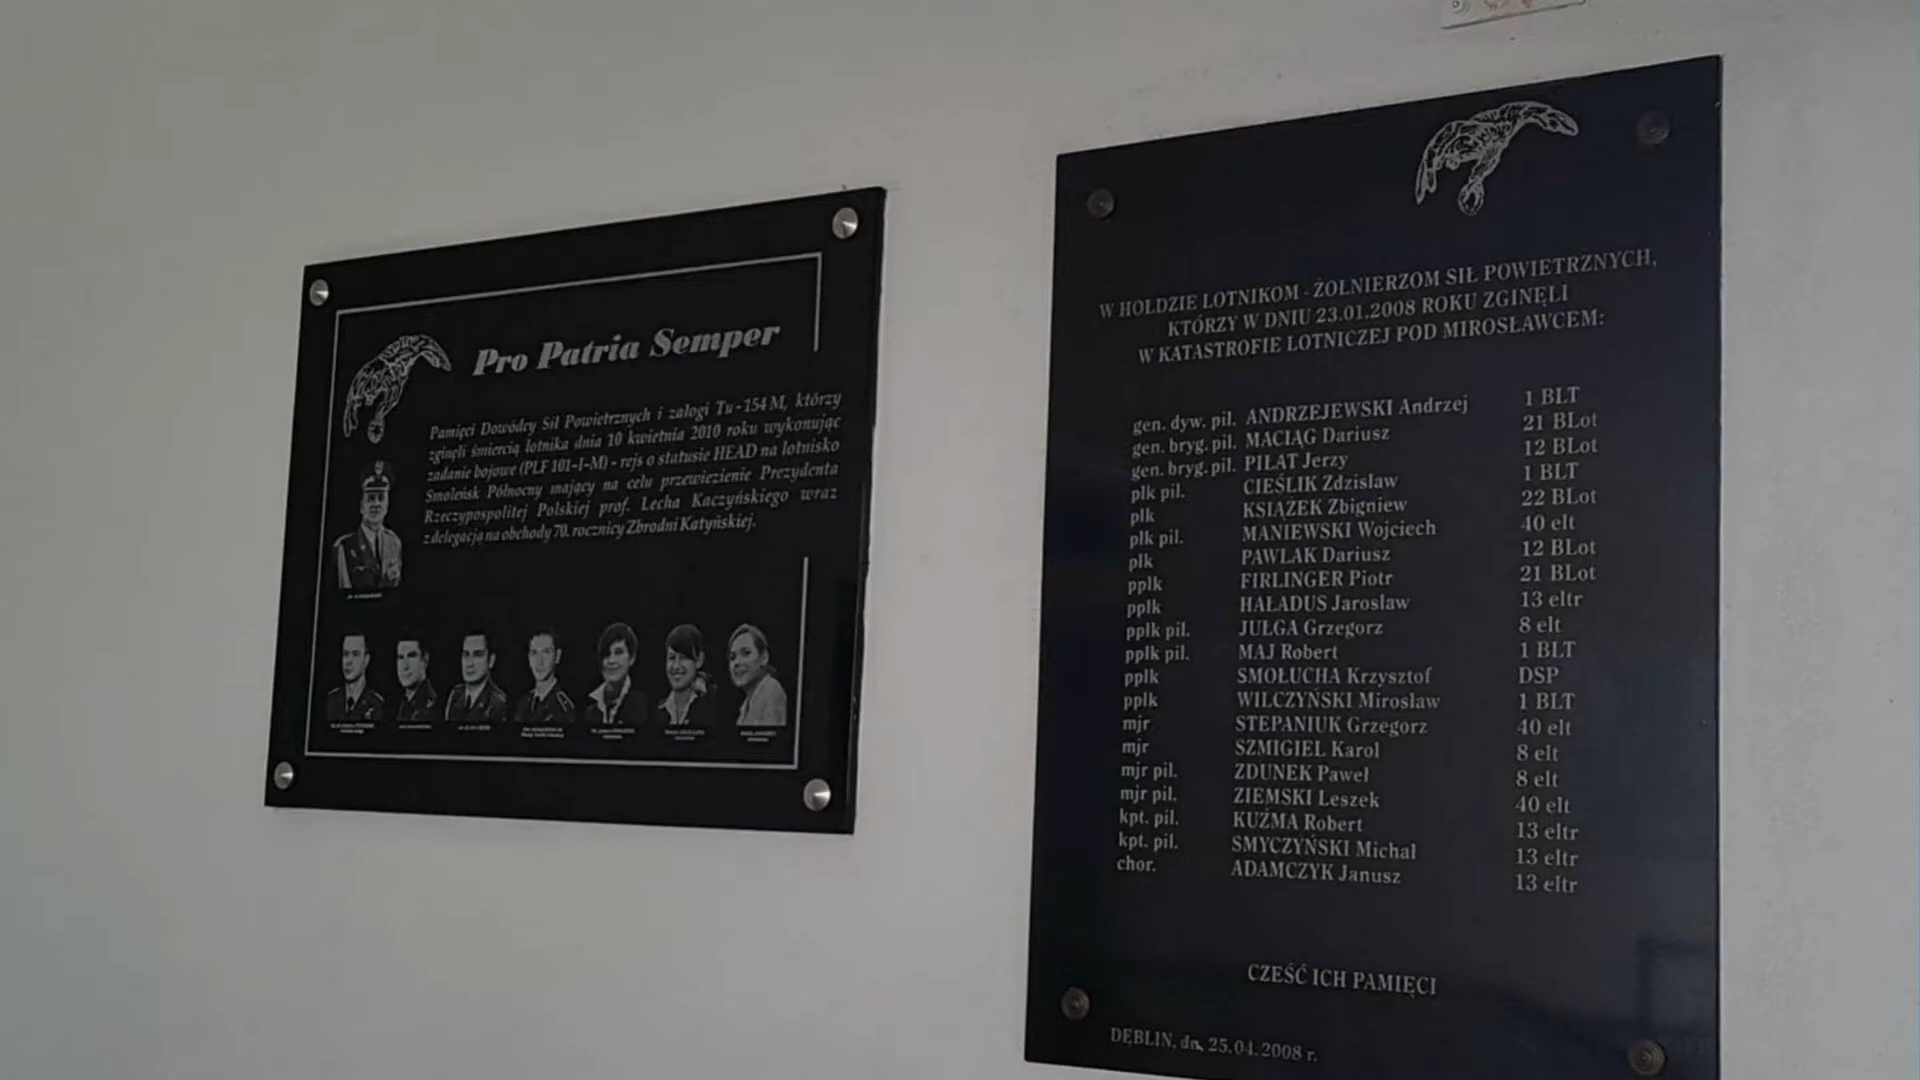 Pro Patria Semper
Pamięci Dowódcy Sił Powietrznych i załogi Tu-154M, którzy
zginęli śmiercią lotnika dnia 10 kwietnia 2010 roku wykonując
zadanie bojowe (PLF 101-I-M) - rejs o statusie HEAD na lotnisko
Smoleńsk Północny mający na celu przewiezienie Prezydenta
Rzeczypospolitej Polskiej prof. Lecha Kaczyńskiego wraz
z delegacją na obchody 70. rocznicy Zbrodni Katyńskiej.
W HOŁDZIE LOTNIKOM - ŻOŁNIERZOM SIŁ POWIETRZNYCH,
KTÓRZY W DNIU 23.01.2008 ROKU ZGINĘLI
W KATASTROFIE LOTNICZEJ POD MIROSŁAWCEM:
gen. dyw. pil. ANDRZEJEWSKI Andrzej 1 BLT
gen. bryg. pil. MACIĄG Dariusz 21 BLot
gen. bryg. pil. PIŁAT Jerzy 12 BLot
płk pil. CIEŚLIK Zdzisław 1 BLT
płk KSIĄŻEK Zbigniew 22 BLot
płk pil. MANIEWSKI Wojciech 40 elt
płk PAWLAK Dariusz 12 BLot
ppłk FIRLINGER Piotr 21 BLot
ppłk HAŁADUS Jarosław 13 eltr
ppłk pil. JUŁGA Grzegorz 8 elt
ppłk pil. MAJ Robert 1 BLT
ppłk SMOŁUCHA Krzysztof DSP
ppłk WILCZYŃSKI Mirosław 1 BLT
mjr STEPANIUK Grzegorz 40 elt
mjr SZMIGIEL Karol 8 elt
mjr pil. ZDUNEK Paweł 8 elt
mjr pil. ZIEMSKI Leszek 40 elt
kpt. pil. KUŹMA Robert 13 eltr
kpt. pil. SMYCZYŃSKI Michał 13 eltr
chor. ADAMCZYK Janusz 13 eltr
CZEŚĆ ICH PAMIĘCI
DĘBLIN, dn. 25.04.2008 r.